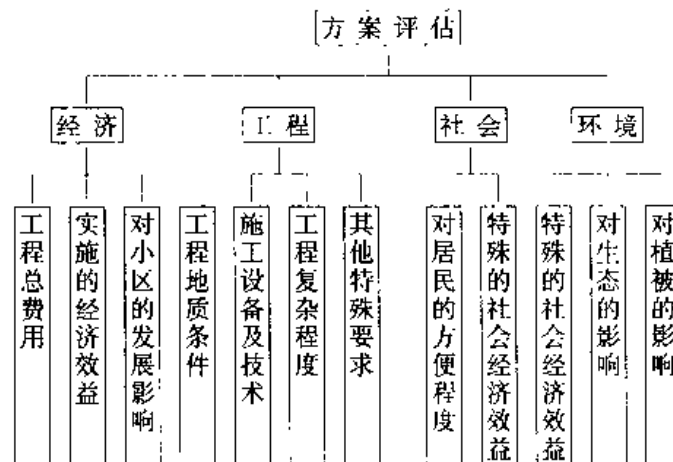 方案评估
经济
工程
社会
环境
工程总费用
实施的经济效益
对小区的发展影响
工程地质条件
施工设备及技术
工程复杂程度
其他特殊要求
对居民的方便程度
特殊的社会经济效益
特殊的社会经济效益
对生态的影响
对植被的影响